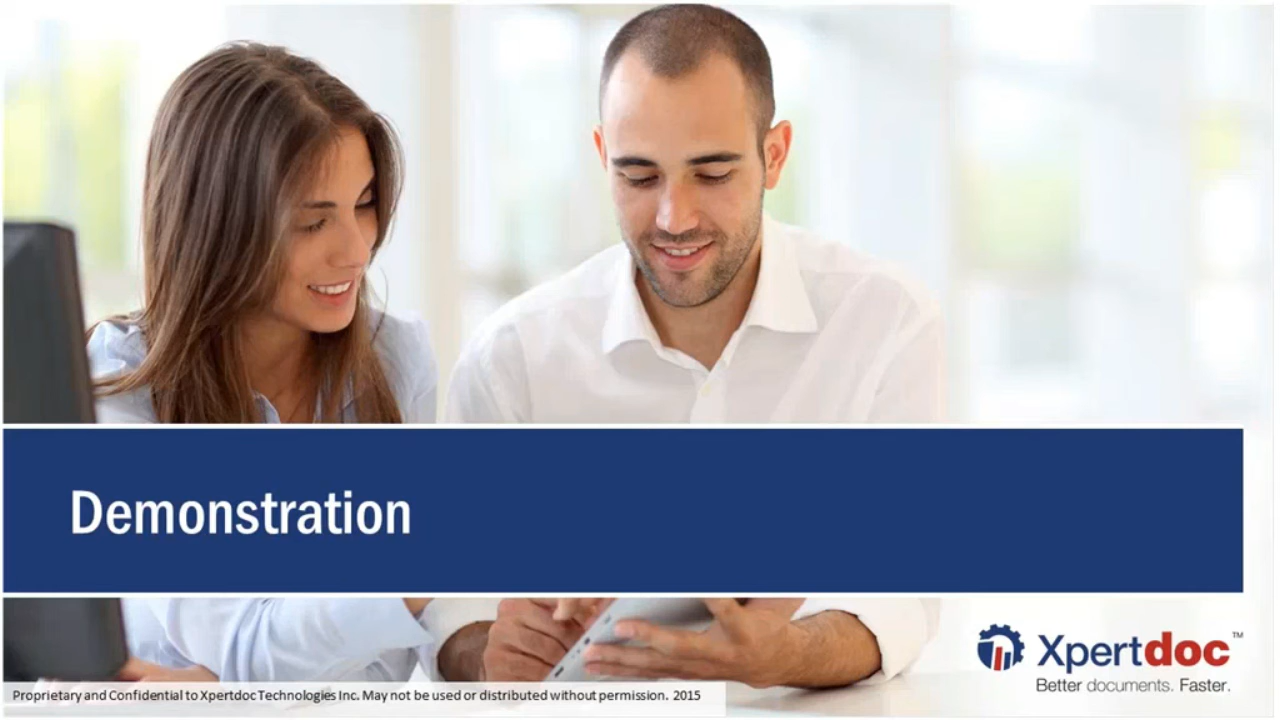 Demonstration
Xpertdoc™
Better documents. Faster.
Proprietary and Confidential to Xpertdoc Technologies Inc. May not be used or distributed without permission. 2015